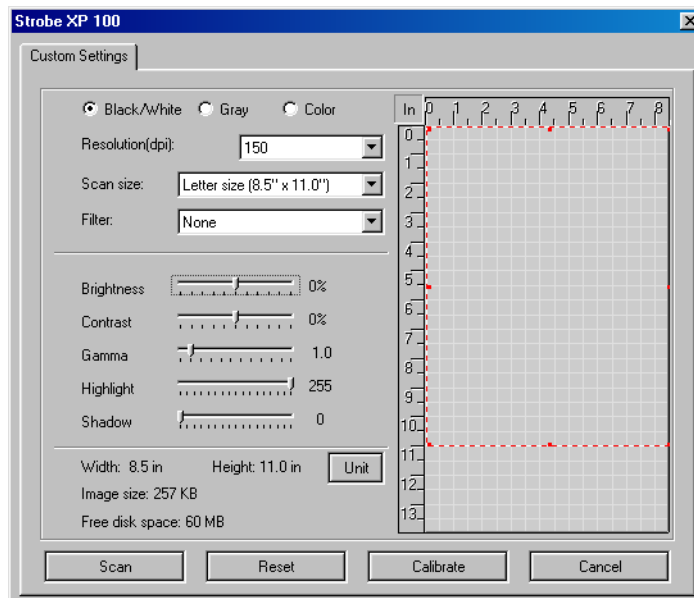 Strobe XP 100
Custom Settings
Black/White Gray Color
Resolution(dpi): 150
Scan size: Letter size (8.5" x 11.0")
Filter: None
Brightness 0%
Contrast 0%
Gamma 1.0
Highlight 255
Shadow 0
Width: 8.5 in Height: 11.0 in Unit
Image size: 257 KB
Free disk space: 60 MB
In 0 1 2 3 4 5 6 7 8
0
1
2
3
4
5
6
7
8
9
10
11
12
13
Scan Reset Calibrate Cancel